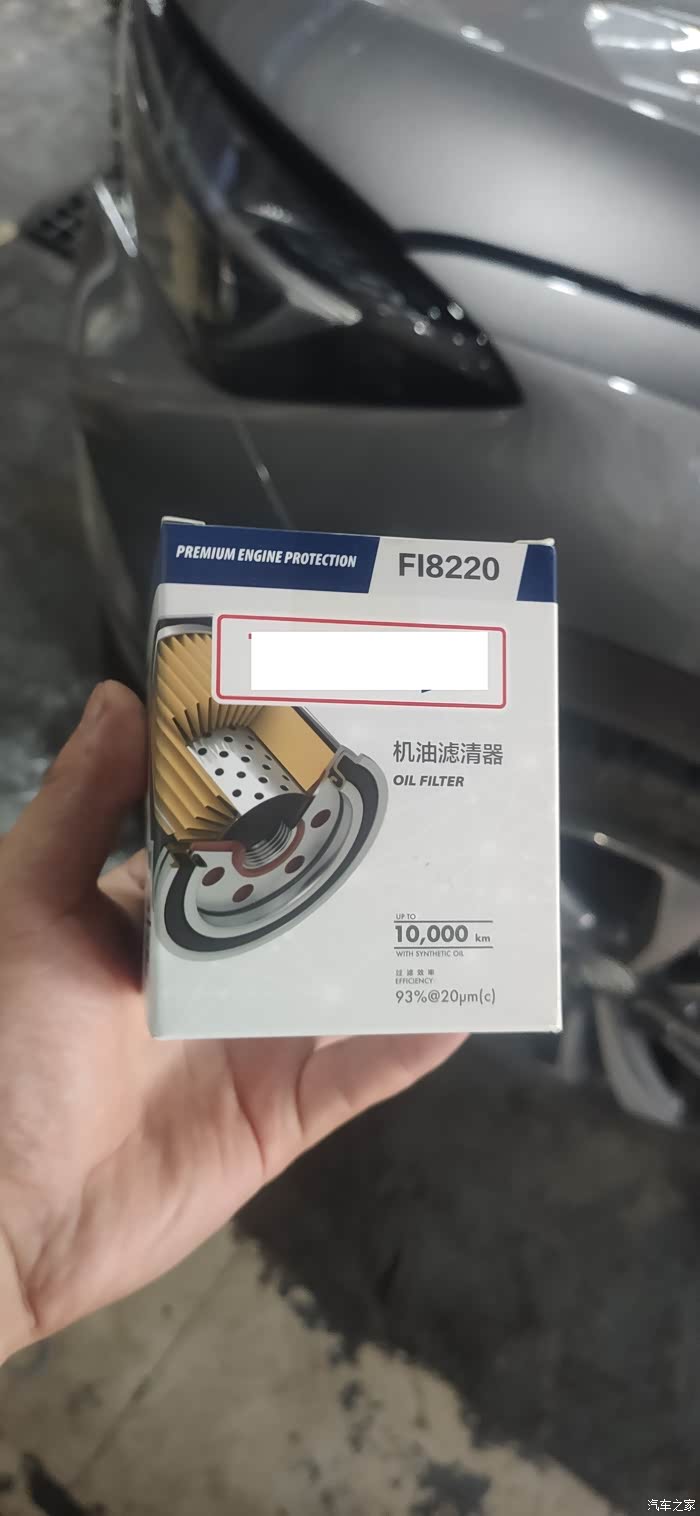 PREMIUM ENGINE PROTECTION
FI8220
机油滤清器
OIL FILTER
UP TO
10,000 km
WITH SYNTHETIC OIL
过滤效率
EFFICIENCY:
93%@20μm(c)
汽车之家